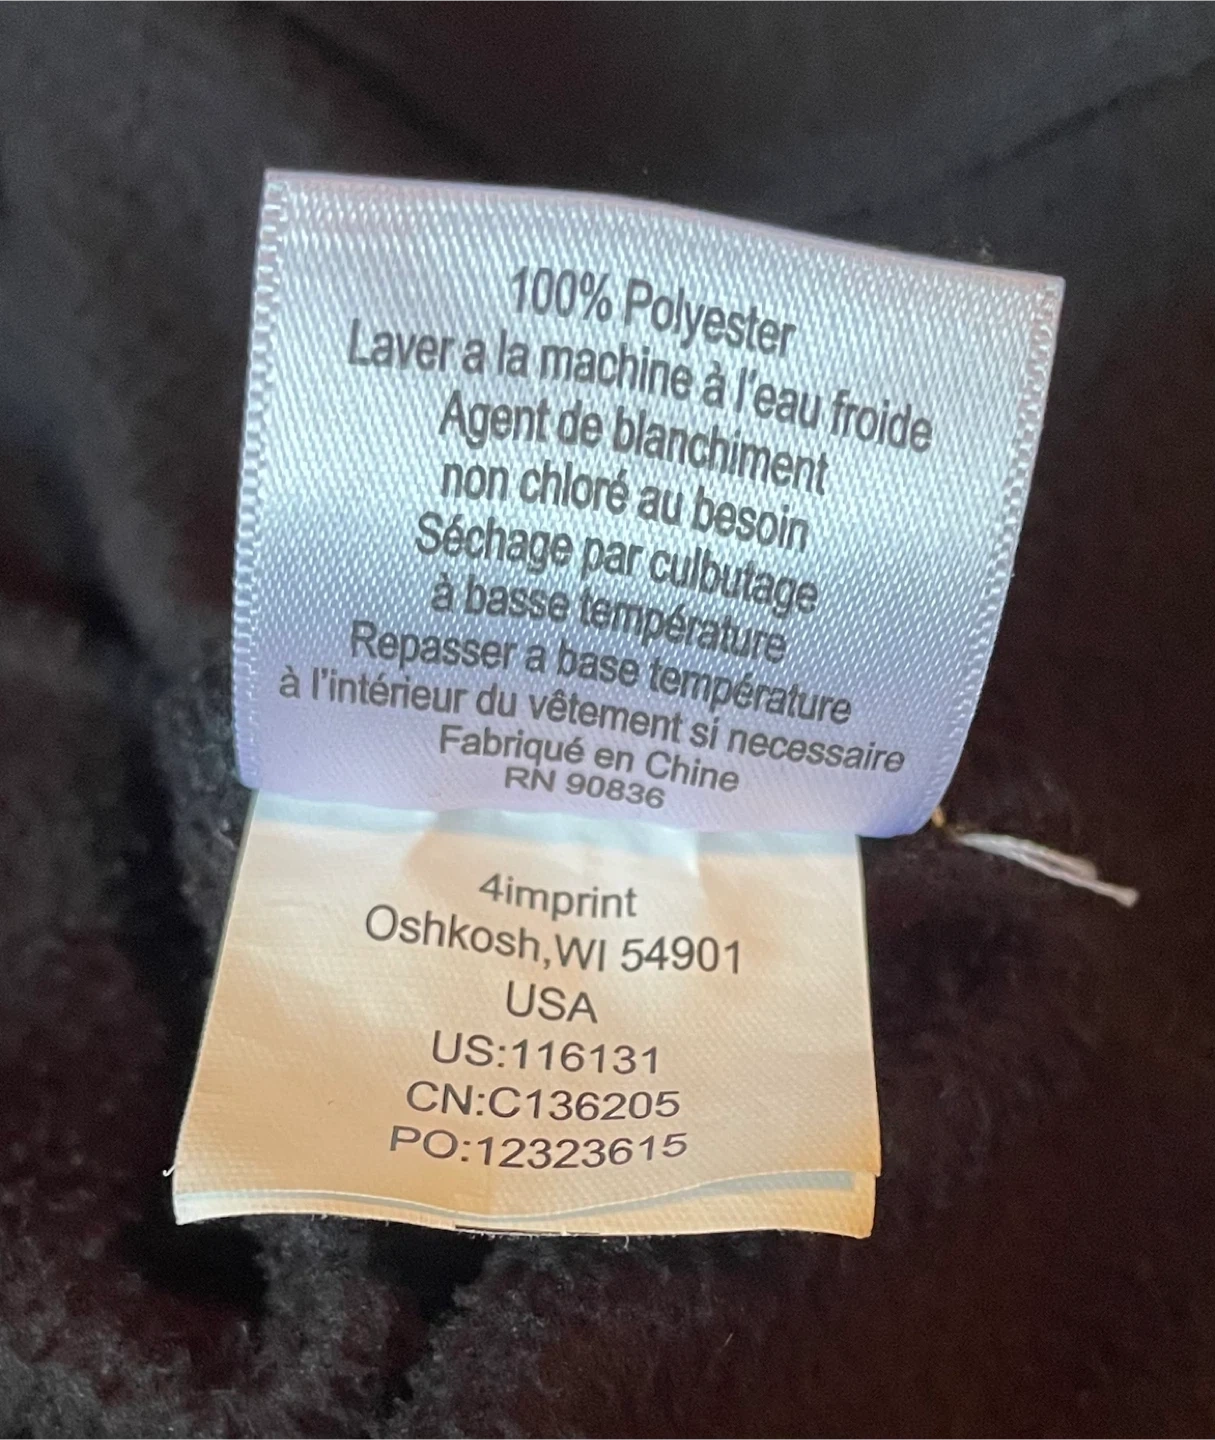 100% Polyester
Laver a la machine à l'eau froide
Agent de blanchiment
non chloré au besoin
Séchage par culbutage
à basse température
Repasser a base température
à l'intérieur du vêtement si necessaire
Fabriqué en Chine
RN 90836
4imprint
Oshkosh,WI 54901
USA
US:116131
CN:C136205
PO:12323615